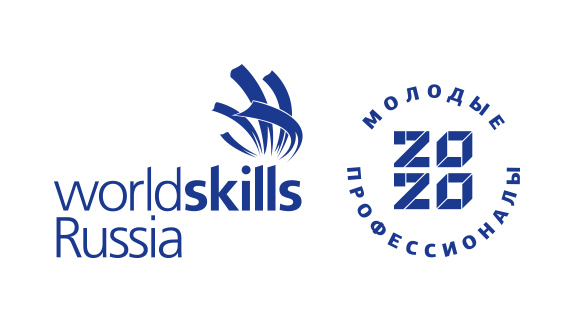 worldskills
Russia
МОЛОДЫЕ
20
20
ПРОФЕССИОНАЛЫ